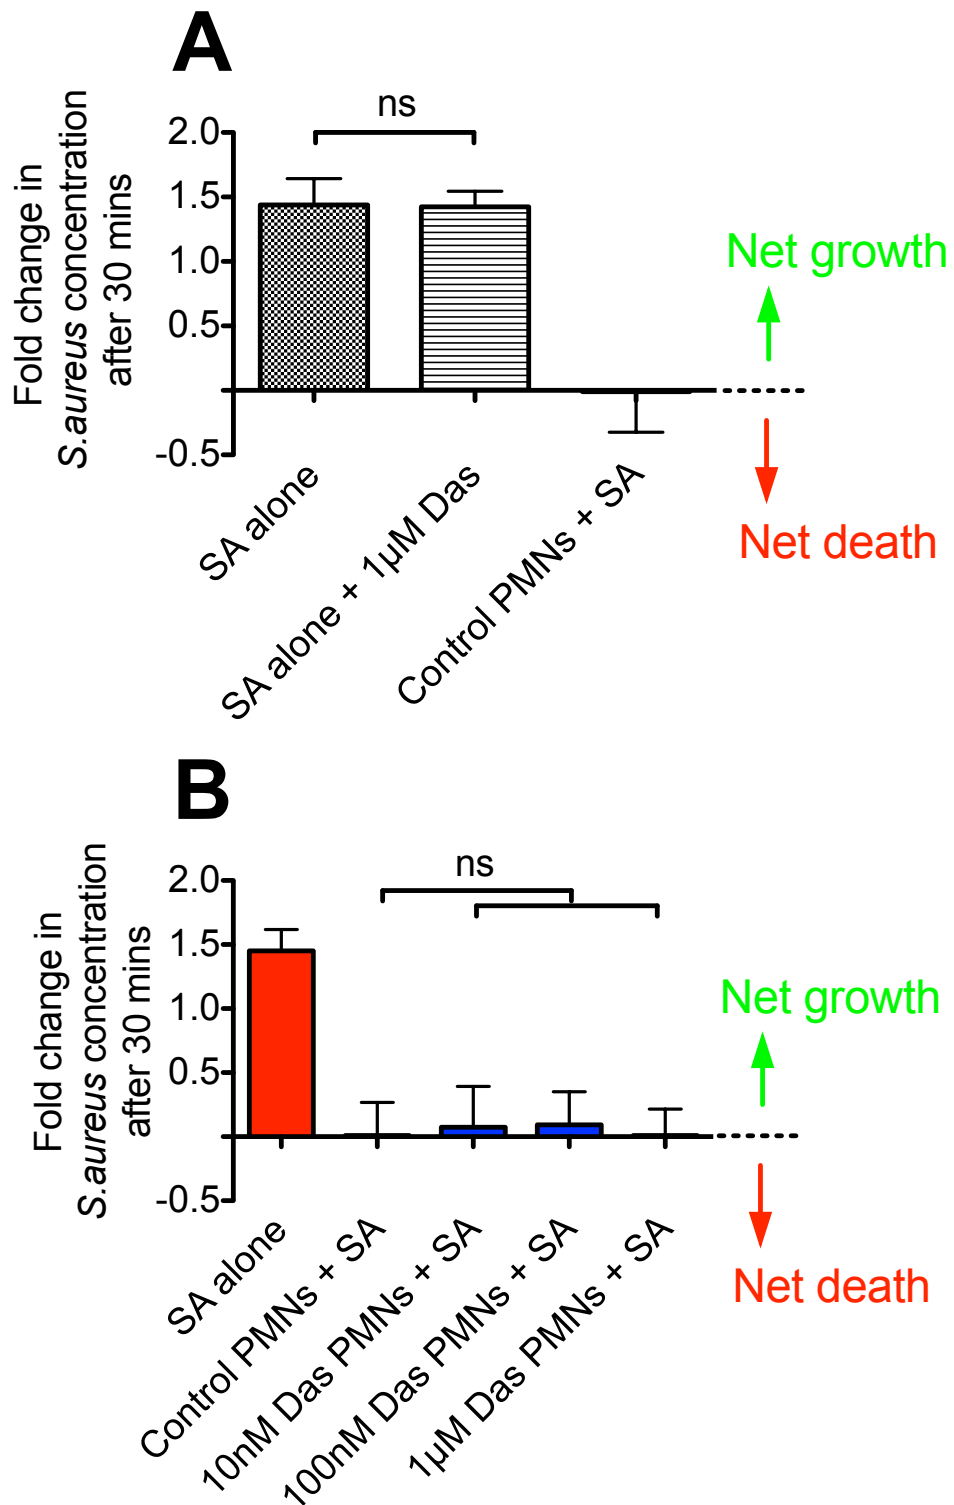 A
ns
Fold change in
S.aureus concentration
after 30 mins
2.0
1.5
1.0
0.5
-0.5
SA alone
SA alone + 1µM Das
Control PMNs + SA
Net growth
Net death
B
ns
Fold change in
S.aureus concentration
after 30 mins
2.0
1.5
1.0
0.5
-0.5
SA alone
Control PMNs + SA
10nM Das PMNs + SA
100nM Das PMNs + SA
1µM Das PMNs + SA
Net growth
Net death